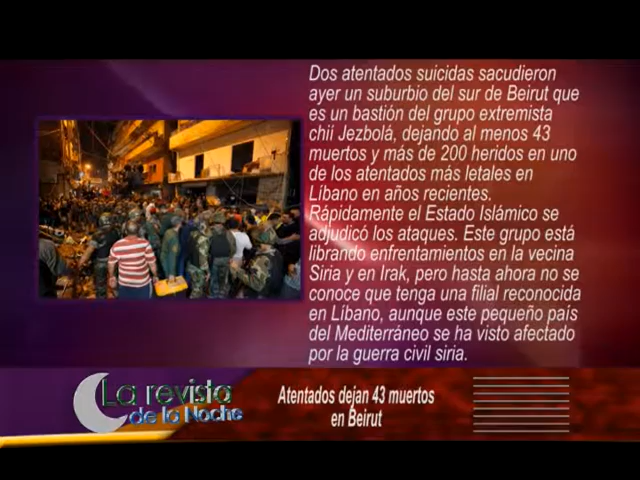 Dos atentados suicidas sacudieron
ayer un suburbio del sur de Beirut que
es un bastión del grupo extremista
chii Jezbolá, dejando al menos 43
muertos y más de 200 heridos en uno
de los atentados más letales en
Líbano en años recientes.
Rápidamente el Estado Islámico se
adjudicó los ataques. Este grupo está
librando enfrentamientos en la vecina
Siria y en Irak, pero hasta ahora no se
conoce que tenga una filial reconocida
en Líbano, aunque este pequeño país
del Mediterráneo se ha visto afectado
por la guerra civil siria.
La revista
de la Noche
Atentados dejan 43 muertos
en Beirut